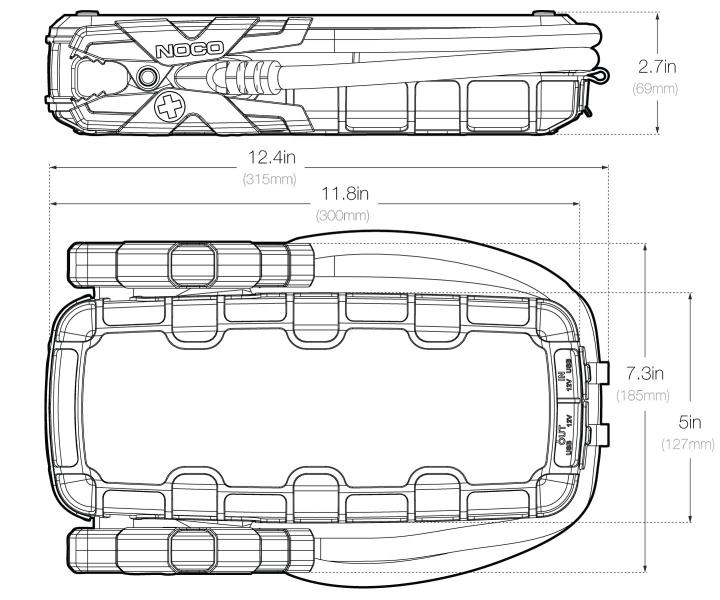 NOCO
2.7in
(69mm)
12.4in
(315mm)
11.8in
(300mm)
IN
12V USB
OUT
USB 12V
7.3in
(185mm)
5in
(127mm)